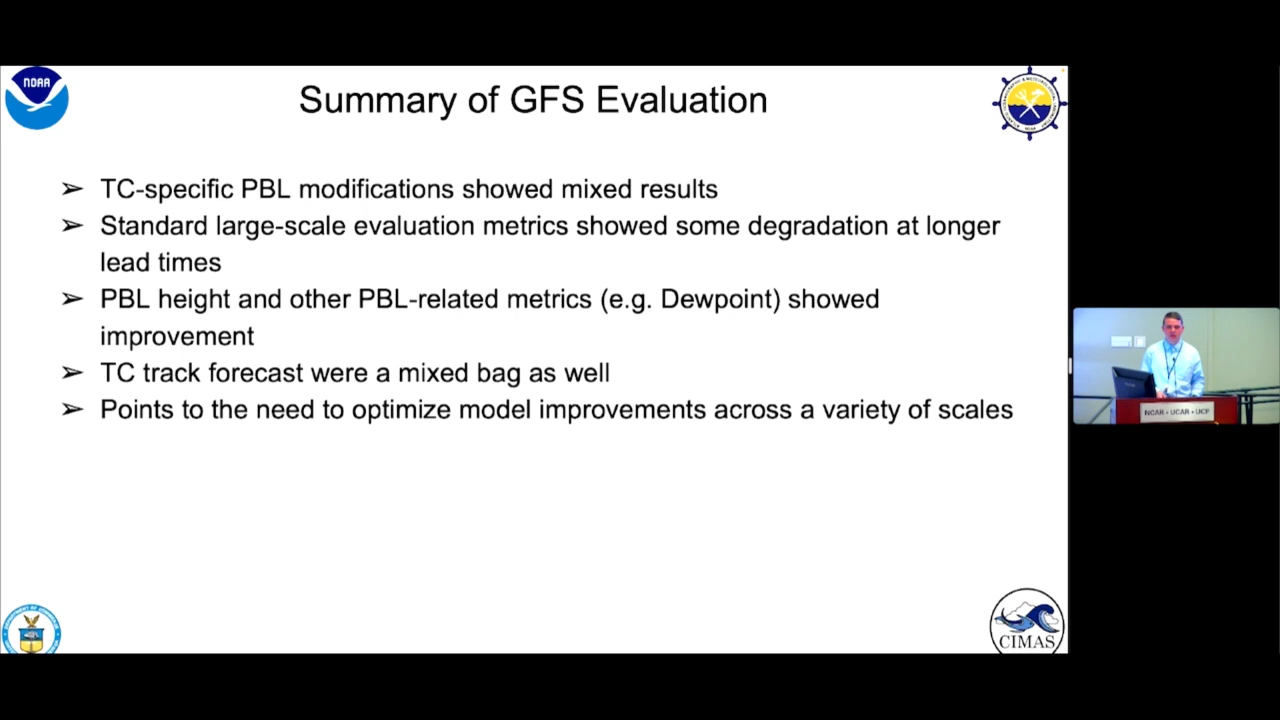 NOAA
Summary of GFS Evaluation
➢ TC-specific PBL modifications showed mixed results
➢ Standard large-scale evaluation metrics showed some degradation at longer
lead times
➢ PBL height and other PBL-related metrics (e.g. Dewpoint) showed
improvement
➢ TC track forecast were a mixed bag as well
➢ Points to the need to optimize model improvements across a variety of scales
NCAR • UCAR • UCP
CIMAS